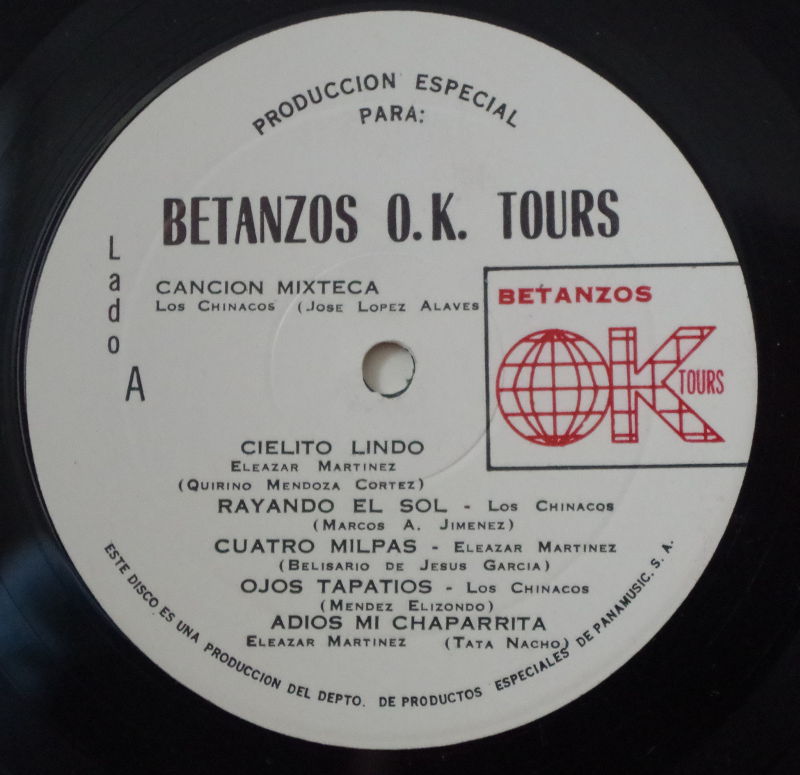 PRODUCCION ESPECIAL
PARA:
BETANZOS O.K. TOURS
Lado
A
CANCION MIXTECA
LOS CHINACOS (JOSE LOPEZ ALAVES
BETANZOS
OK TOURS
CIELITO LINDO
ELEAZAR MARTINEZ
(QUIRINO MENDOZA CORTEZ)
RAYANDO EL SOL - LOS CHINACOS
(MARCOS A. JIMENEZ)
CUATRO MILPAS - ELEAZAR MARTINEZ
(BELISARIO DE JESUS GARCIA)
OJOS TAPATIOS - LOS CHINACOS
(MENDEZ ELIZONDO)
ADIOS MI CHAPARRITA
ELEAZAR MARTINEZ (TATA NACHO)
ESTE DISCO ES UNA PRODUCCION DEL DEPTO. DE PRODUCTOS ESPECIALES DE PANAMUSIC. S. A.